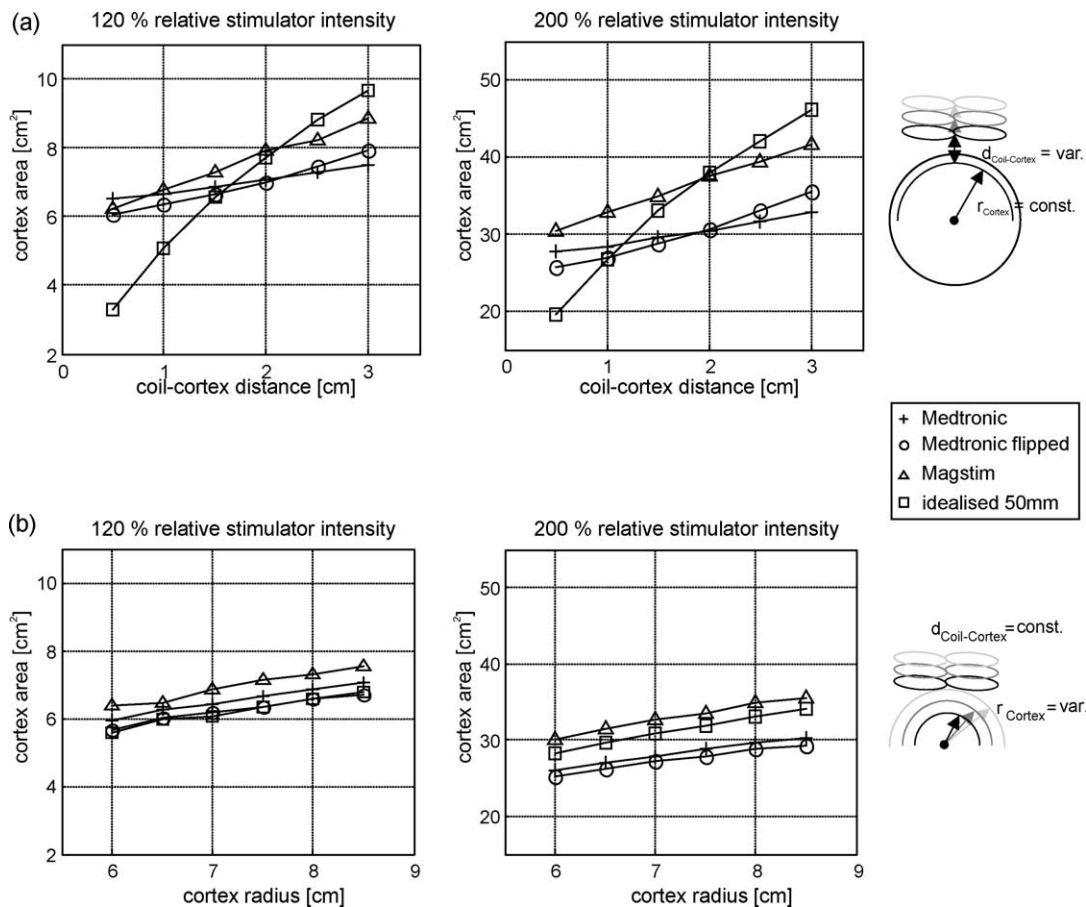 (a)
120 % relative stimulator intensity
cortex area [cm²]
10
8
6
4
2
0
1
2
3
coil-cortex distance [cm]
200 % relative stimulator intensity
cortex area [cm²]
50
40
30
20
0
1
2
3
coil-cortex distance [cm]
dCoil-Cortex = var.
rCortex = const.
Medtronic
Medtronic flipped
Magstim
idealised 50mm
(b)
120 % relative stimulator intensity
cortex area [cm²]
10
8
6
4
2
6
7
8
9
cortex radius [cm]
200 % relative stimulator intensity
cortex area [cm²]
50
40
30
20
6
7
8
9
cortex radius [cm]
dCoil-Cortex=const.
r Cortex=var.